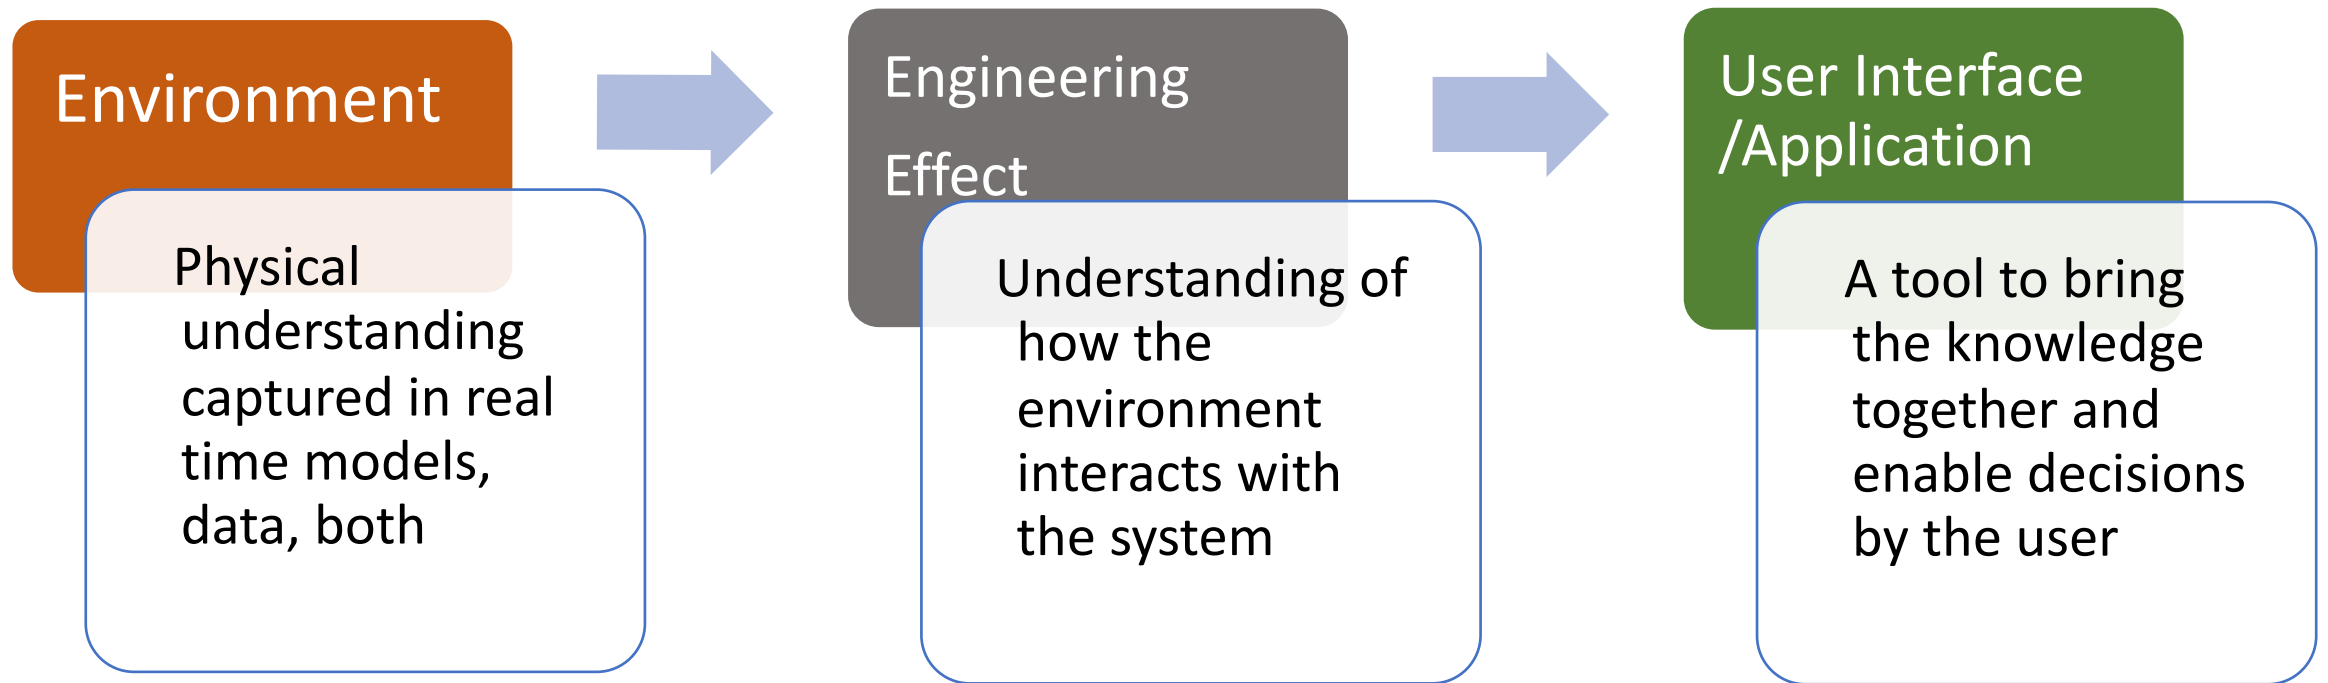 Environment
Physical
understanding
captured in real
time models,
data, both
Engineering
Effect
Understanding of
how the
environment
interacts with
the system
User Interface
/Application
A tool to bring
the knowledge
together and
enable decisions
by the user